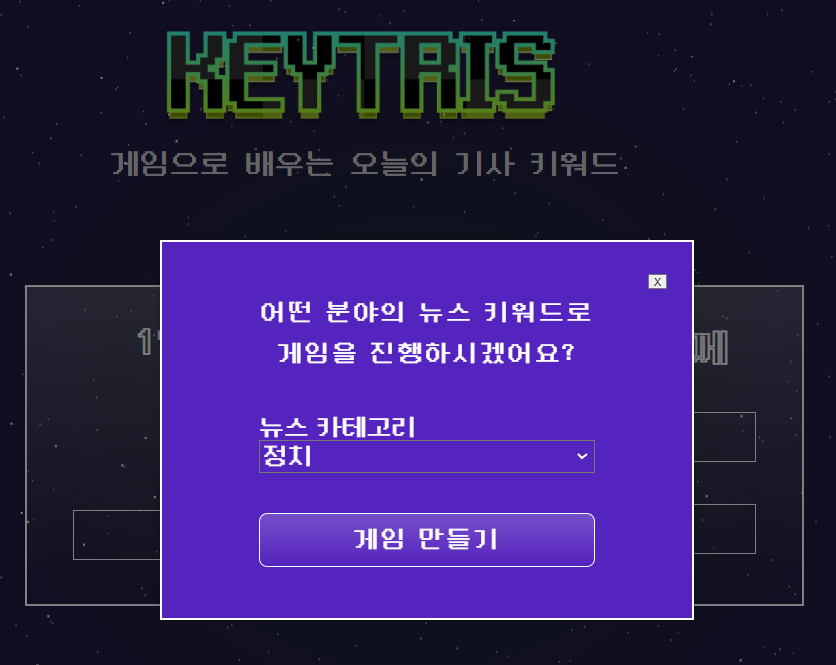 KEYTRIS
게임으로 배우는 오늘의 기사 키워드
X
어떤 분야의 뉴스 키워드로
게임을 진행하시겠어요?
뉴스 카테고리
정치
게임 만들기